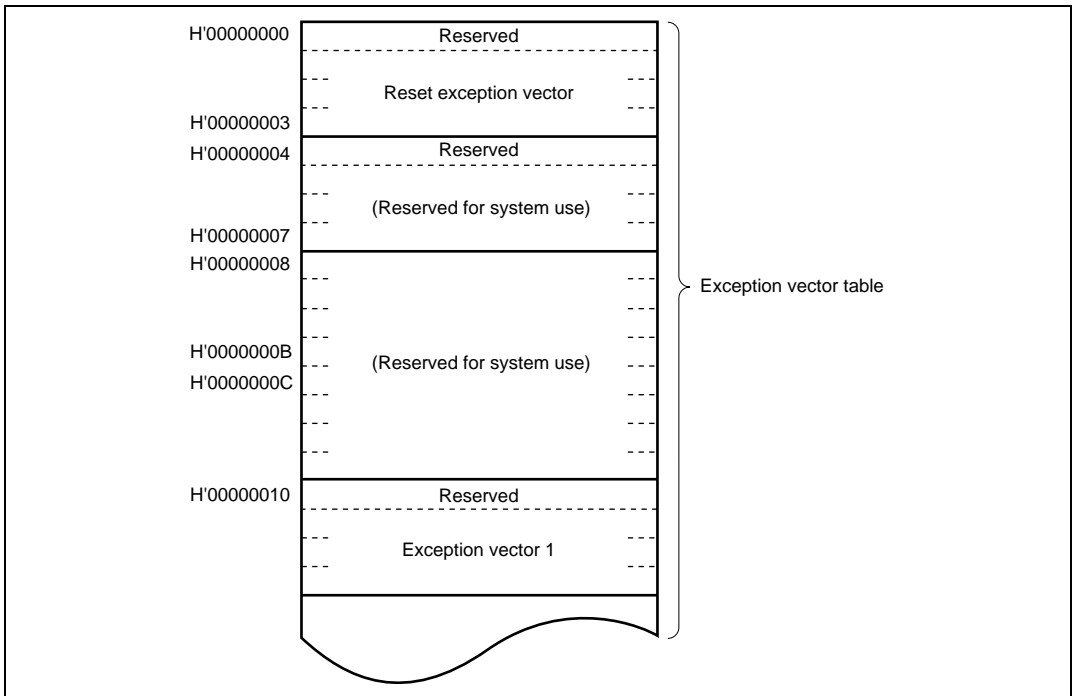 H'00000000
Reserved
Reset exception vector
H'00000003
H'00000004
Reserved
(Reserved for system use)
H'00000007
H'00000008
Exception vector table
H'0000000B
(Reserved for system use)
H'0000000C
H'00000010
Reserved
Exception vector 1